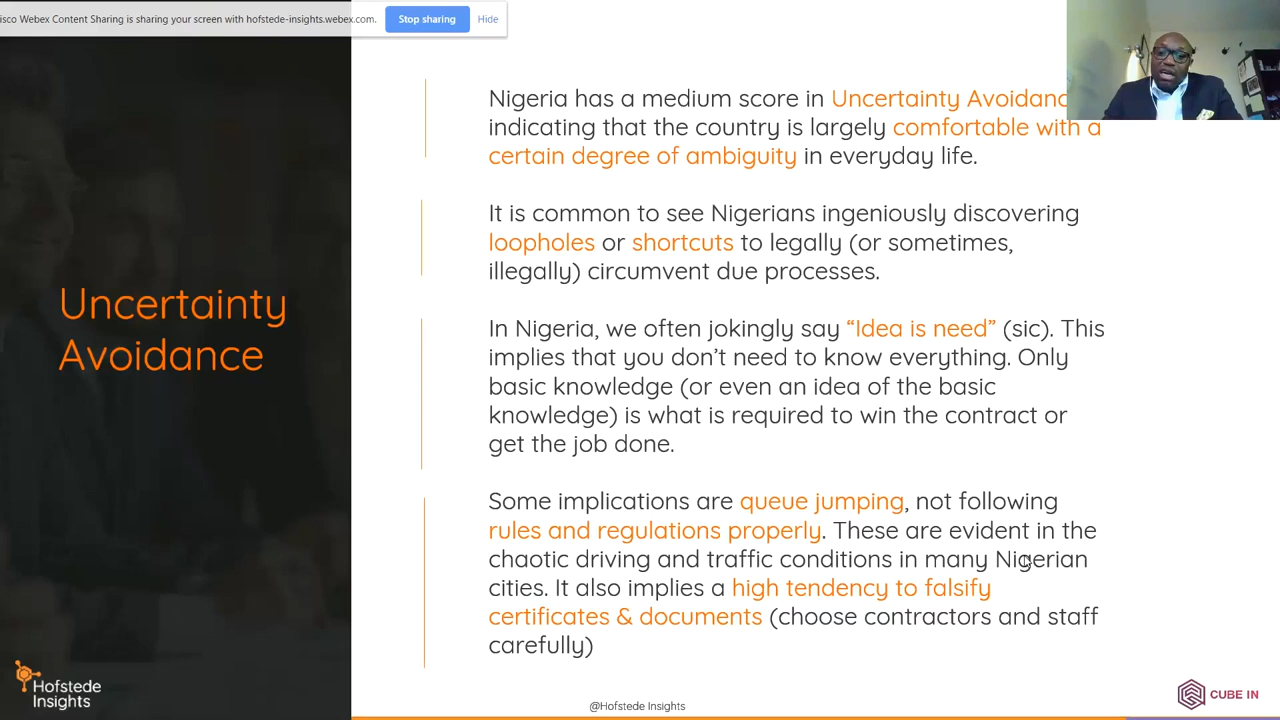 isco Webex Content Sharing is sharing your screen with hofstede-insights.webex.com.
Stop sharing
Hide
Uncertainty
Avoidance
Nigeria has a medium score in Uncertainty Avoidanc
indicating that the country is largely comfortable with a
certain degree of ambiguity in everyday life.
It is common to see Nigerians ingeniously discovering
loopholes or shortcuts to legally (or sometimes,
illegally) circumvent due processes.
In Nigeria, we often jokingly say “Idea is need” (sic). This
implies that you don’t need to know everything. Only
basic knowledge (or even an idea of the basic
knowledge) is what is required to win the contract or
get the job done.
Some implications are queue jumping, not following
rules and regulations properly. These are evident in the
chaotic driving and traffic conditions in many Nigerian
cities. It also implies a high tendency to falsify
certificates & documents (choose contractors and staff
carefully)
Hofstede
Insights
@Hofstede Insights
CUBE IN